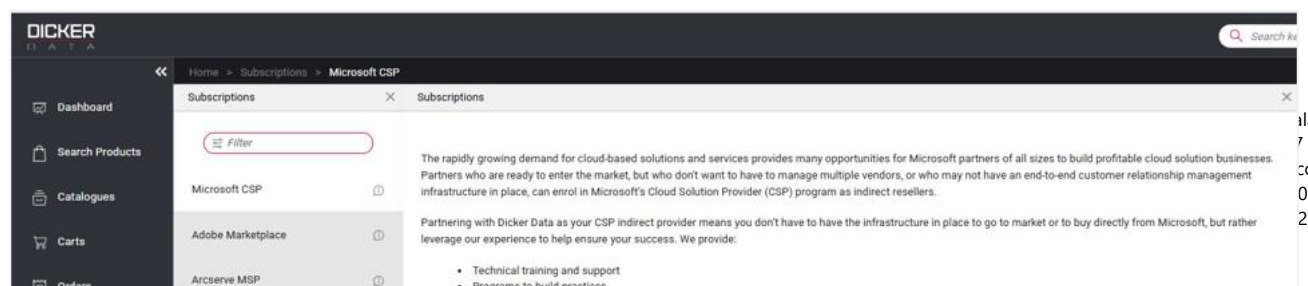 DICKER
DATA
Search
Home > Subscriptions > Microsoft CSP
Subscriptions
Subscriptions
Dashboard
Search Products
Catalogues
Carts
Orders
Filter
Microsoft CSP
Adobe Marketplace
Arcserve MSP
The rapidly growing demand for cloud-based solutions and services provides many opportunities for Microsoft partners of all sizes to build profitable cloud solution businesses.
Partners who are ready to enter the market, but who don't want to have to manage multiple vendors, or who may not have an end-to-end customer relationship management
infrastructure in place, can enrol in Microsoft's Cloud Solution Provider (CSP) program as indirect resellers.
Partnering with Dicker Data as your CSP indirect provider means you don't have to have the infrastructure in place to go to market or to buy directly from Microsoft, but rather
leverage our experience to help ensure your success. We provide:
• Technical training and support
• Programs to build practices